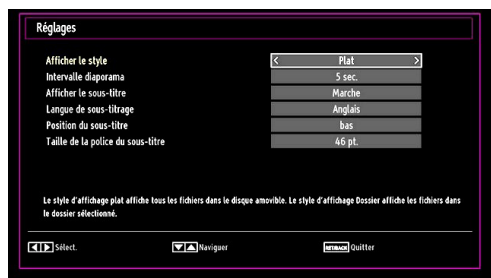 Réglages
Afficher le style < Plat >
Intervalle diaporama 5 sec.
Afficher le sous-titre Marche
Langue de sous-titrage Anglais
Position du sous-titre bas
Taille de la police du sous-titre 46 pt.
Le style d'affichage plat affiche tous les fichiers dans le disque amovible. Le style d'affichage Dossier affiche les fichiers dans
le dossier sélectionné.
Sélect. Naviguer RET/BACK Quitter